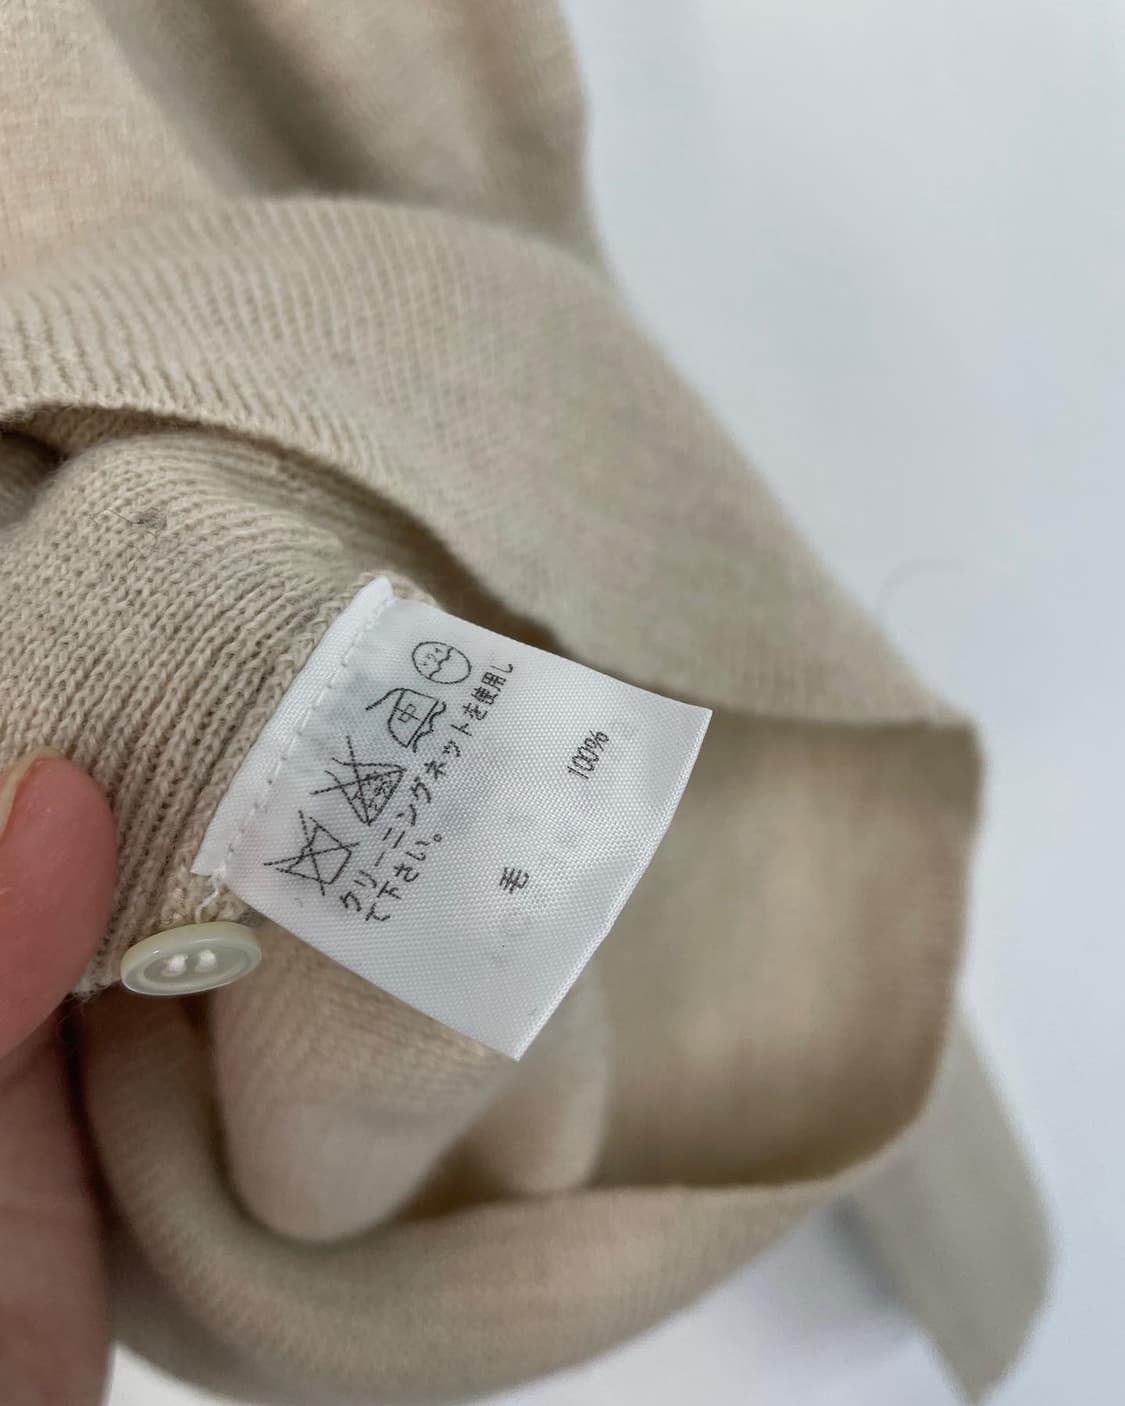 中
クリーニングネットを使用し
て下さい。
毛 100%